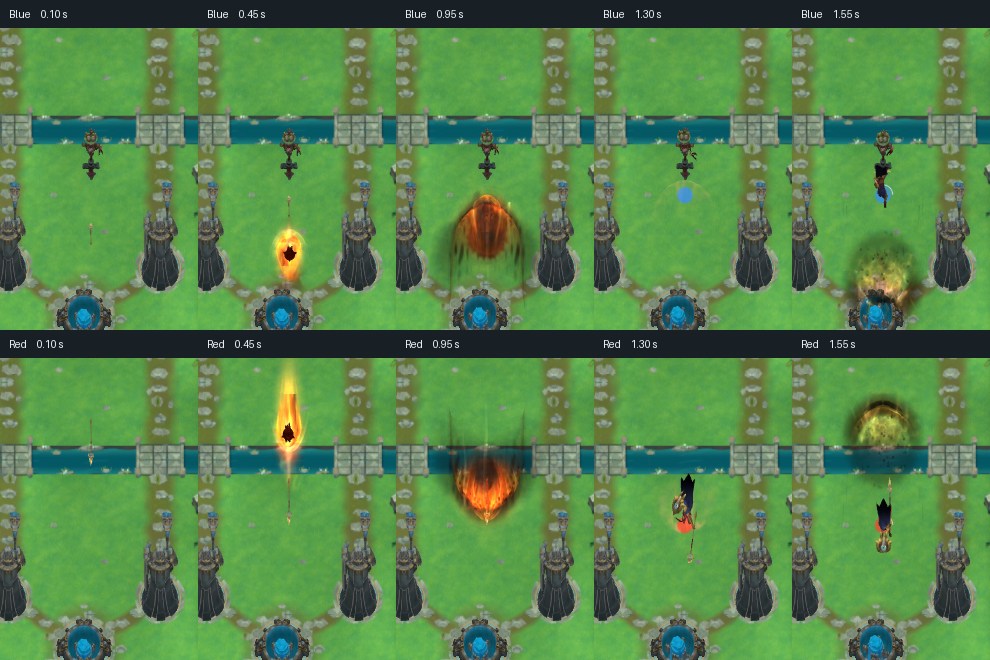 Blue 0.10 s
Blue 0.45 s
Blue 0.95 s
Blue 1.30 s
Blue 1.55 s
Red 0.10 s
Red 0.45 s
Red 0.95 s
Red 1.30 s
Red 1.55 s